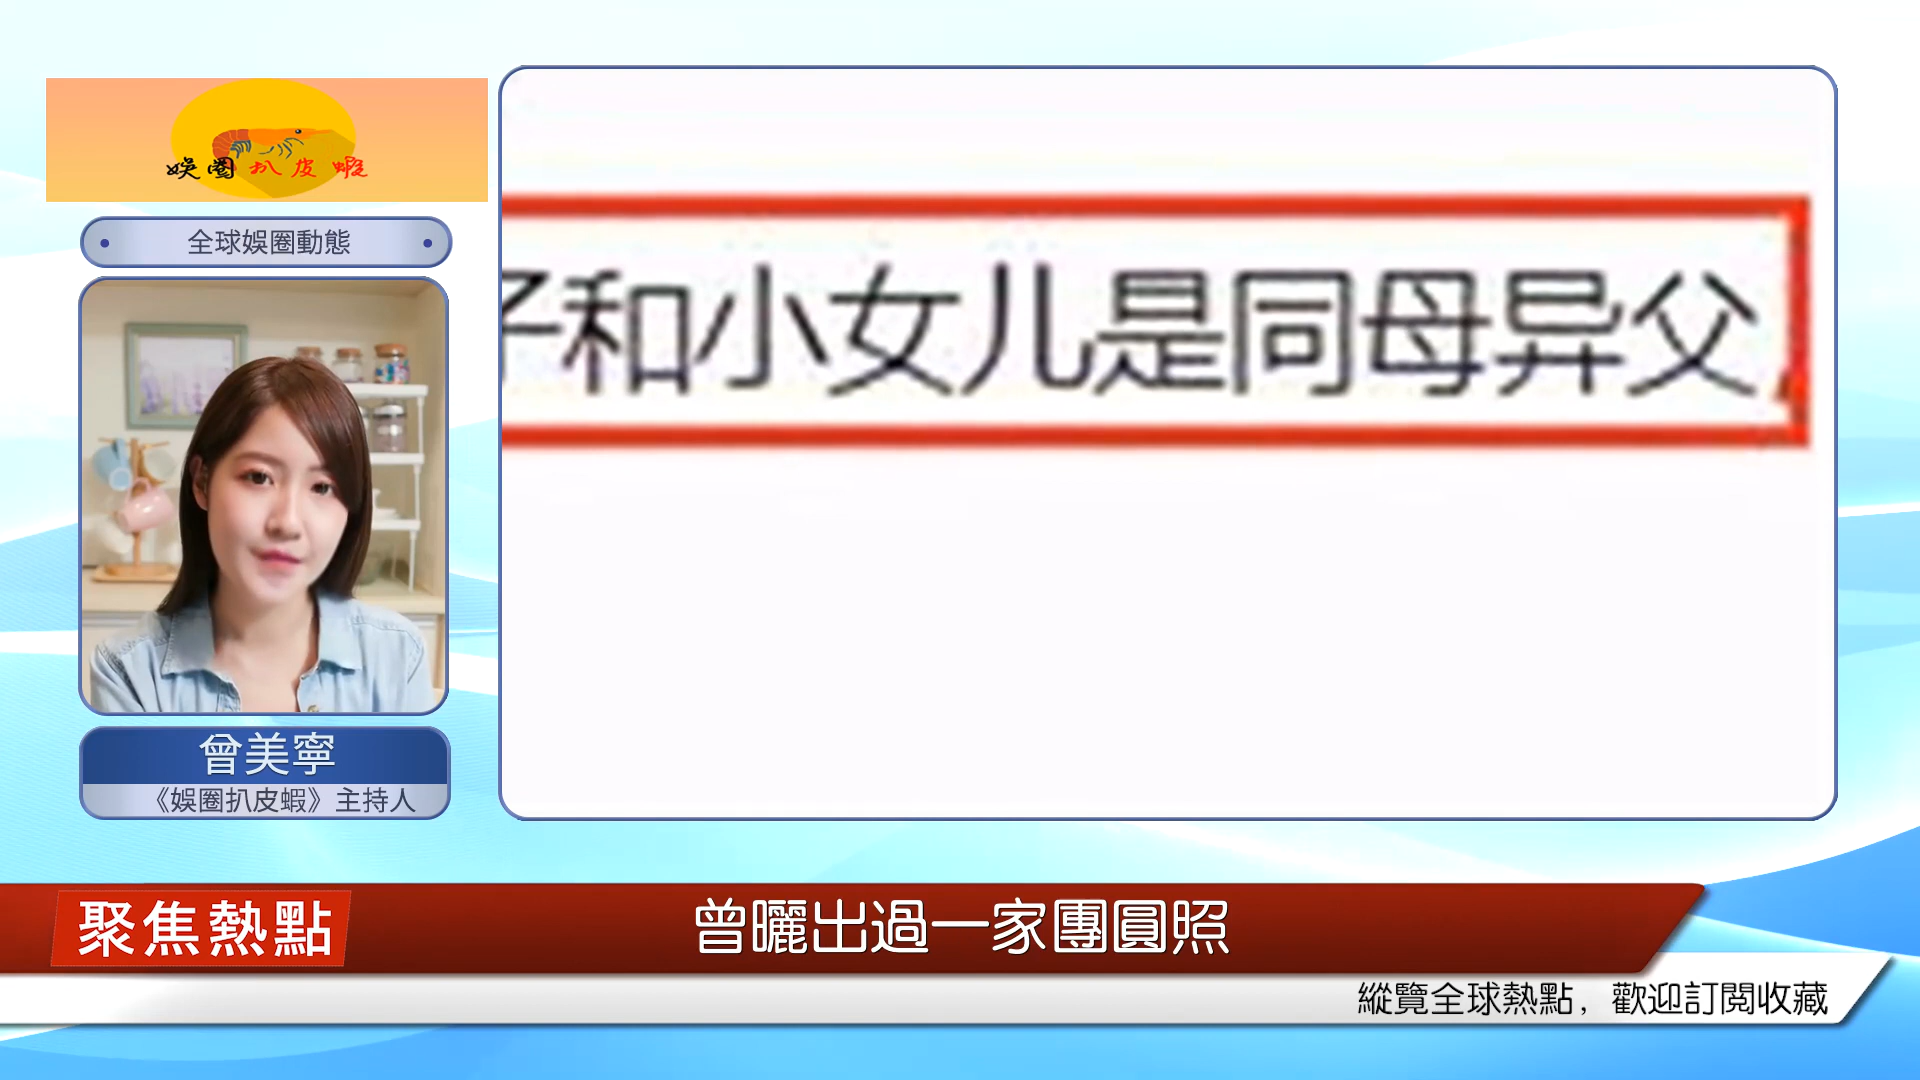 娛圈扒皮蝦
全球娛圈動態
曾美寧
《娛圈扒皮蝦》主持人
子和小女儿是同母异父
聚焦熱點
曾曬出過一家團圓照
縱覽全球熱點，歡迎訂閱收藏